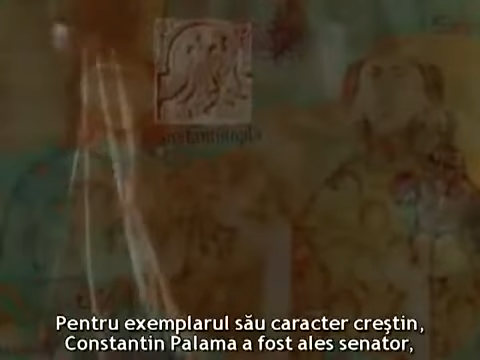 Pentru exemplarul său caracter creştin,
Constantin Palama a fost ales senator,